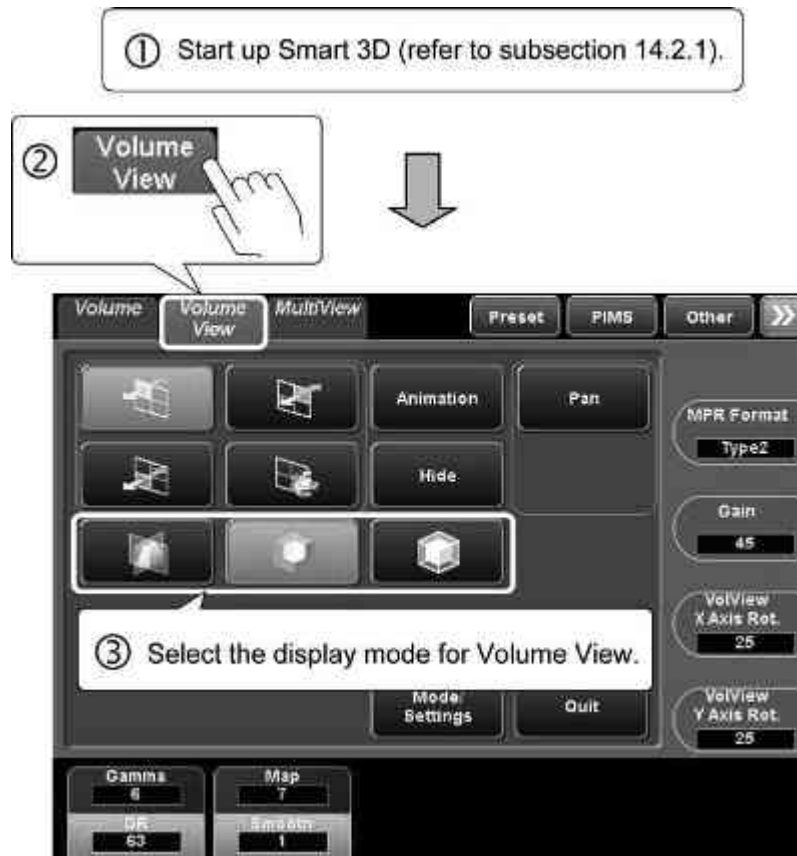 ① Start up Smart 3D (refer to subsection 14.2.1).
② Volume
View
Volume
Volume
View
MultiView
Preset
PIMS
Other
>>
Animation
Pan
MPR Format
Type2
Hide
Gain
45
VolView
X Axis Rot.
25
③ Select the display mode for Volume View.
Mode/
Settings
Quit
VolView
Y Axis Rot.
25
Gamma
6
Map
7
DR
63
Smooth
1